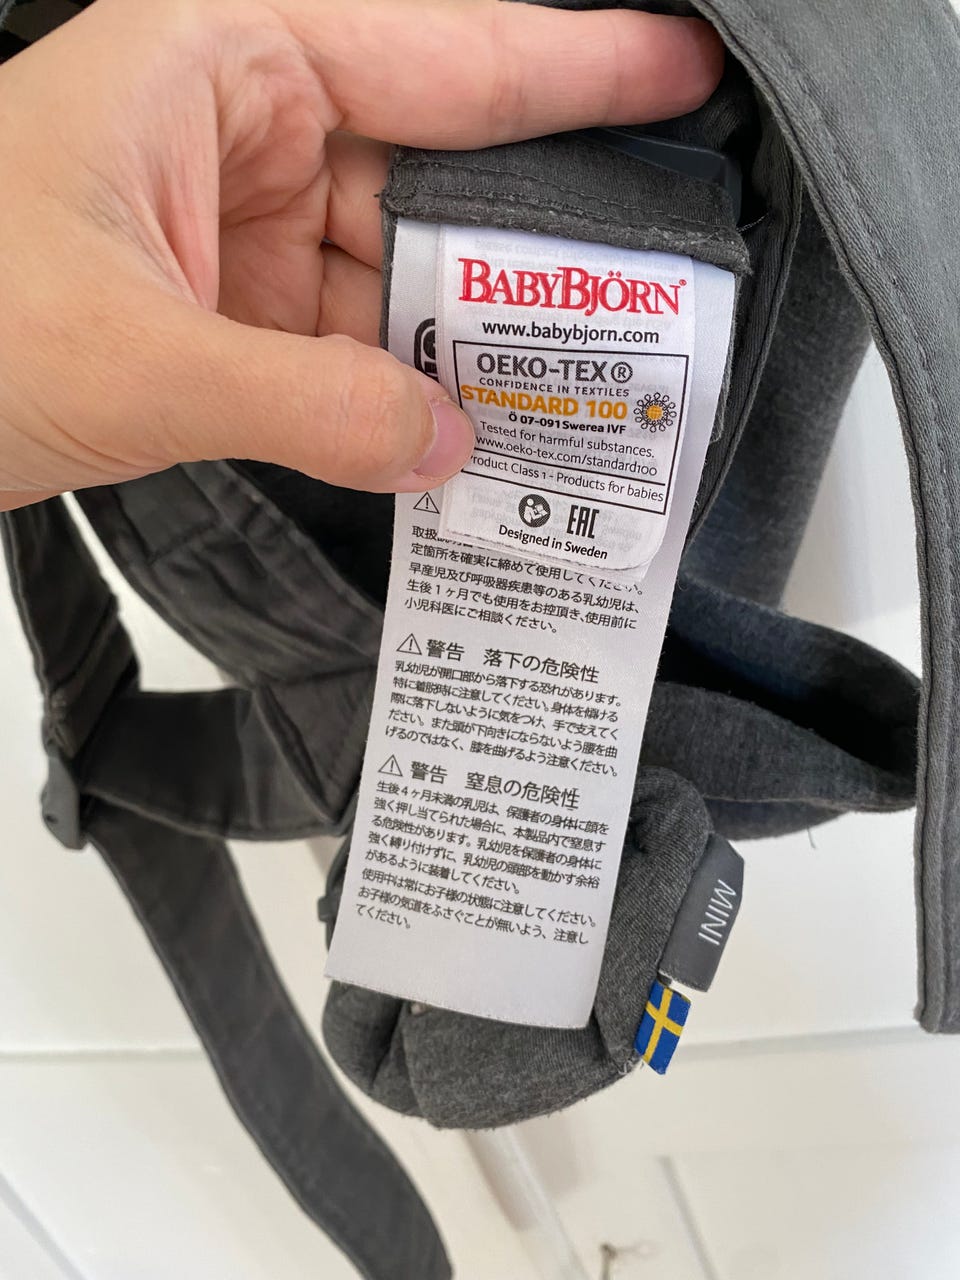 BABYBJÖRN®
www.babybjorn.com
OEKO-TEX®
CONFIDENCE IN TEXTILES
STANDARD 100
Ö 07-091 Swerea IVF
Tested for harmful substances.
www.oeko-tex.com/standard100
Product Class 1 - Products for babies
EAC
Designed in Sweden
取扱説
定箇所を確実に締めて使用してください。
早産児及び呼吸器疾患等のある乳幼児は、
生後1ヶ月でも使用をお控頂き、使用前に
小児科医にご相談ください。
警告 落下の危険性
乳幼児が開口部から落下する恐れがあります。
特に着脱時に注意してください。身体を傾ける
際に落下しないように気をつけ、手で支えてく
ださい。また頭が下向きにならないよう腰を曲
げるのではなく、膝を曲げるよう注意ください。
警告 窒息の危険性
生後4ヶ月未満の乳児は、保護者の身体に顔を
強く押し当てられた場合に、本製品内で窒息す
る危険性があります。乳幼児を保護者の身体に
強く縛り付けずに、乳幼児の頭部を動かす余裕
があるように装着してください。
使用中は常にお子様の状態に注意してください。
お子様の気道をふさぐことが無いよう、注意し
てください。
MINI